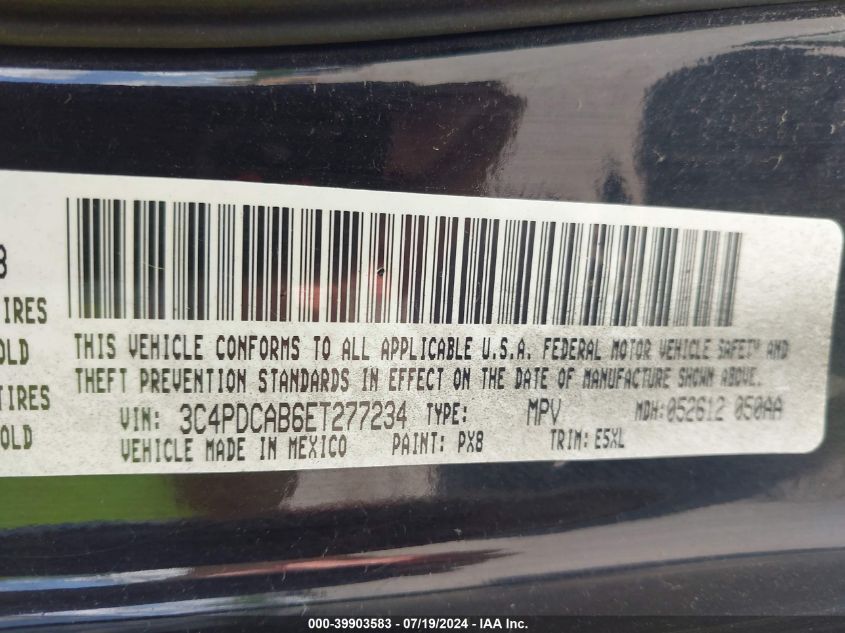 8
IRES
OLD
TIRES
OLD
THIS VEHICLE CONFORMS TO ALL APPLICABLE U.S.A. FEDERAL MOTOR VEHICLE SAFETY AND
THEFT PREVENTION STANDARDS IN EFFECT ON THE DATE OF MANUFACTURE SHOWN ABOVE.
VIN: 3C4PDCAB6ET277234 TYPE: MPV MDH:052612 050AA
VEHICLE MADE IN MEXICO PAINT: PX8 TRIM: E5XL
000-39903583 - 07/19/2024 - IAA Inc.